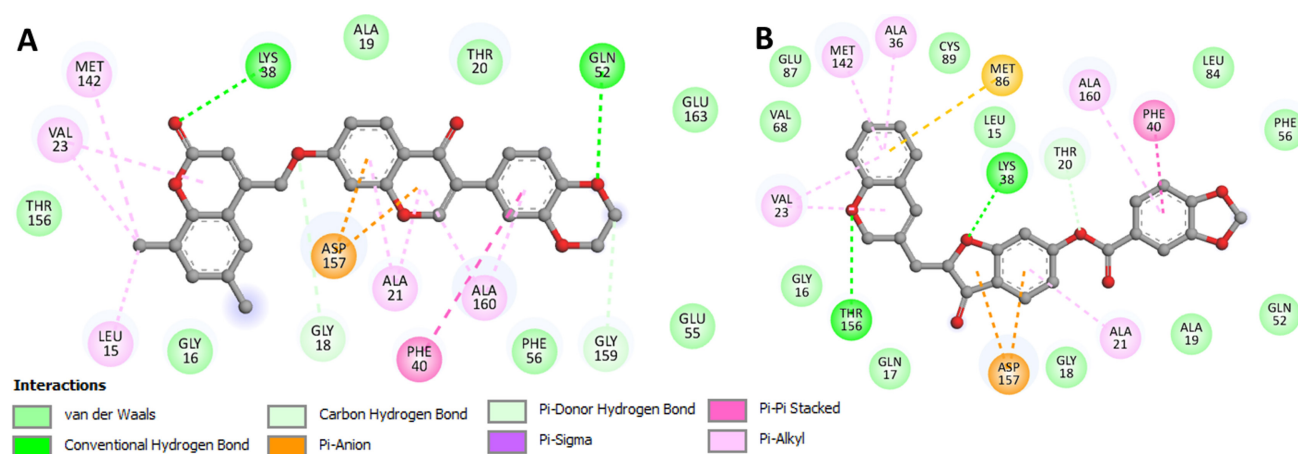 A
LYS
38
ALA
19
THR
20
GLN
52
MET
142
VAL
23
THR
156
LEU
15
GLY
16
ASP
157
GLY
18
ALA
21
PHE
40
ALA
160
PHE
56
GLY
159
B
GLU
87
MET
142
ALA
36
CYS
89
MET
86
LEU
84
ALA
160
PHE
40
PHE
56
GLU
163
VAL
68
LEU
15
LYS
38
THR
20
VAL
23
GLY
16
THR
156
GLU
55
GLN
17
ASP
157
GLY
18
ALA
21
ALA
19
GLN
52
Interactions
van der Waals
Carbon Hydrogen Bond
Pi-Donor Hydrogen Bond
Pi-Pi Stacked
Conventional Hydrogen Bond
Pi-Anion
Pi-Sigma
Pi-Alkyl